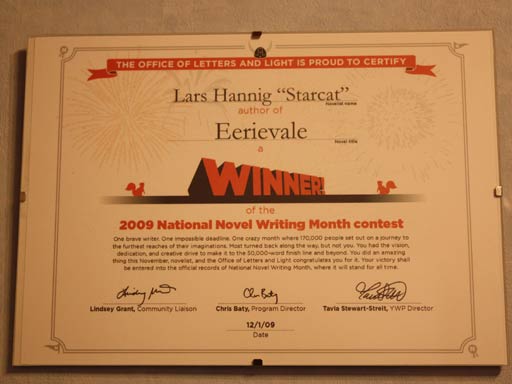 THE OFFICE OF LETTERS AND LIGHT IS PROUD TO CERTIFY
Lars Hannig "Starcat"
Novelist name
author of
Eerievale
Novel title
a
WINNER!
of the
2009 National Novel Writing Month contest
One brave writer. One impossible deadline. One crazy month where 170,000 people set out on a journey to
the furthest reaches of their imaginations. Most turned back along the way, but not you. You had the vision,
dedication, and creative drive to make it to the 50,000-word finish line and beyond. You did an amazing
thing this November, novelist, and the Office of Letters and Light congratulates you for it. Your victory shall
be entered into the official records of National Novel Writing Month, where it will stand for all time.
Lindsey Grant, Community Liaison
Chris Baty, Program Director
Tavia Stewart-Streit, YWP Director
12/1/09
Date